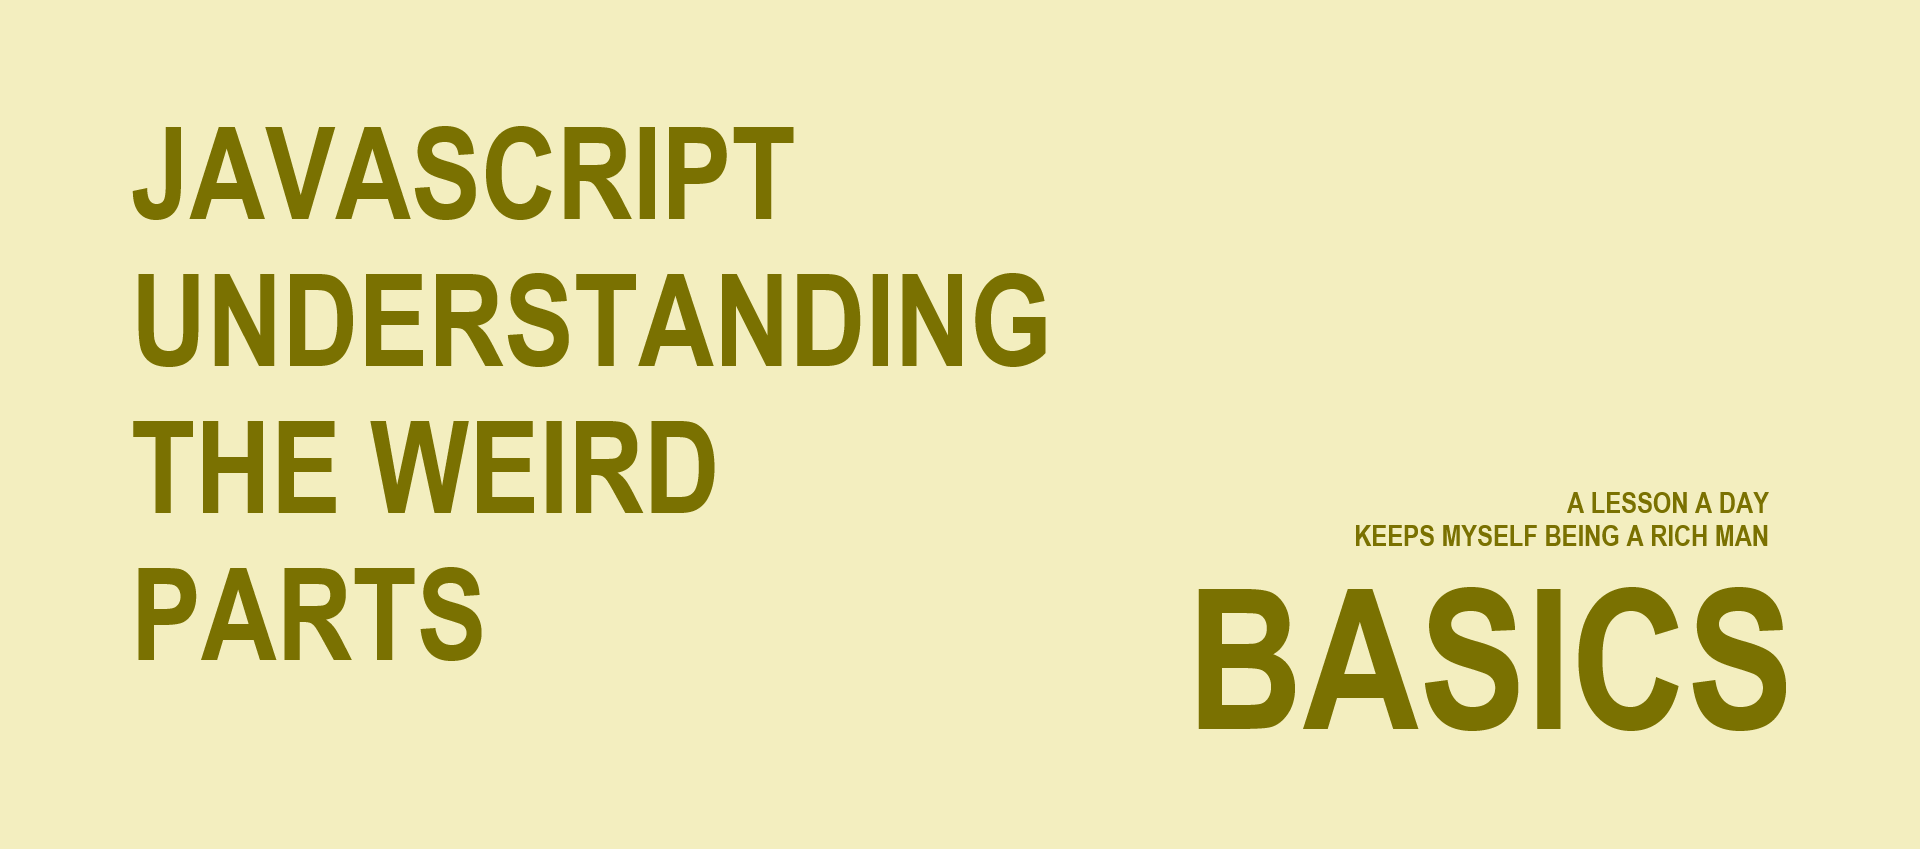 JAVASCRIPT
UNDERSTANDING
THE WEIRD
PARTS
A LESSON A DAY
KEEPS MYSELF BEING A RICH MAN
BASICS